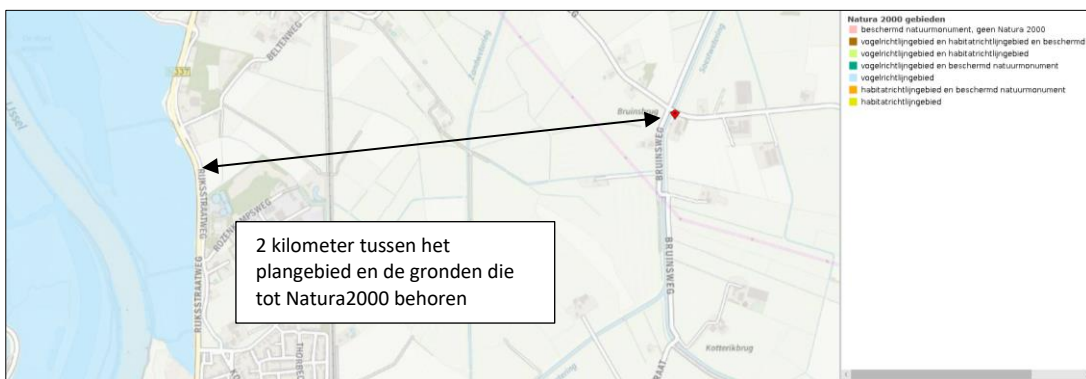 Natura 2000 gebieden
beschermd natuurmonument, geen Natura 2000
vogelrichtlijngebied en habitatrichtlijngebied en beschermd
vogelrichtlijngebied en habitatrichtlijngebied
vogelrichtlijngebied en beschermd natuurmonument
vogelrichtlijngebied
habitatrichtlijngebied en beschermd natuurmonument
habitatrichtlijngebied
BELTENWEG
337
IJssel
Bruinsbrug
BRUINSWEG
RIJKSSTRAATWEG
ROZENKAMPSWEG
2 kilometer tussen het
plangebied en de gronden die
tot Natura2000 behoren
BRUINSWEG
RIJKSSTRAATWEG
Kotterikbrug
STRAAT